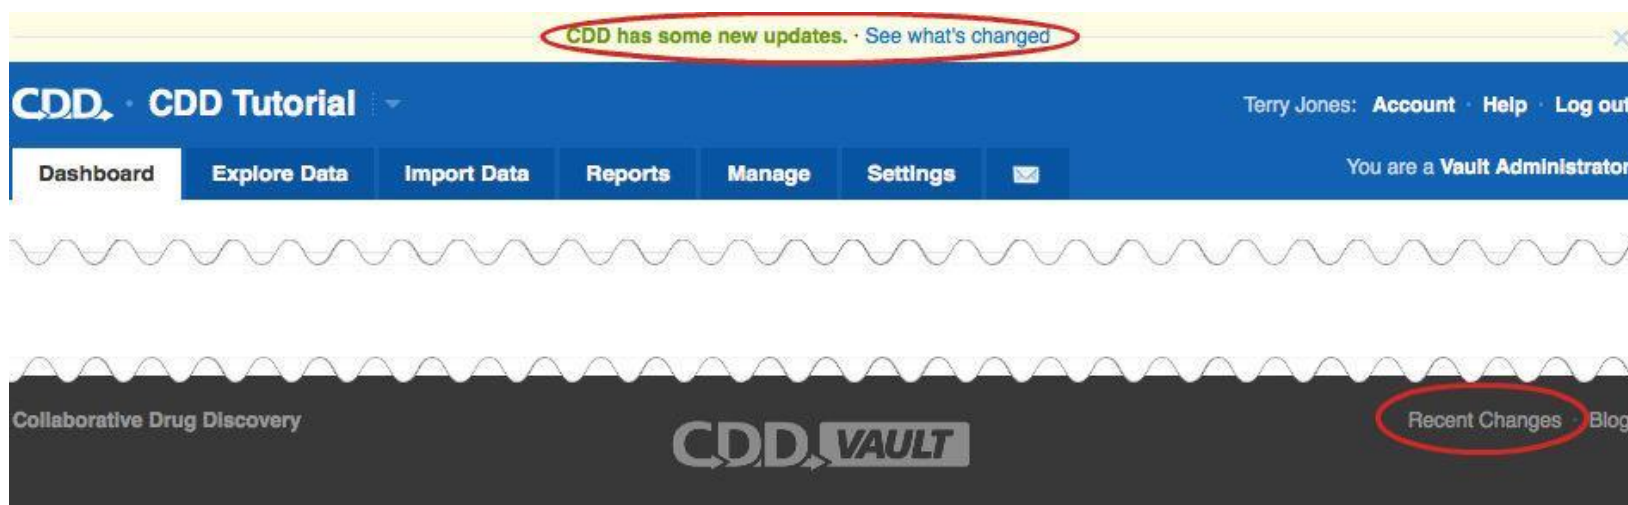 CDD has some new updates. · See what's changed
CDD. · CDD Tutorial
Terry Jones: Account · Help · Log out
Dashboard Explore Data Import Data Reports Manage Settings
You are a Vault Administrator
Collaborative Drug Discovery
CDD. VAULT
Recent Changes · Blog